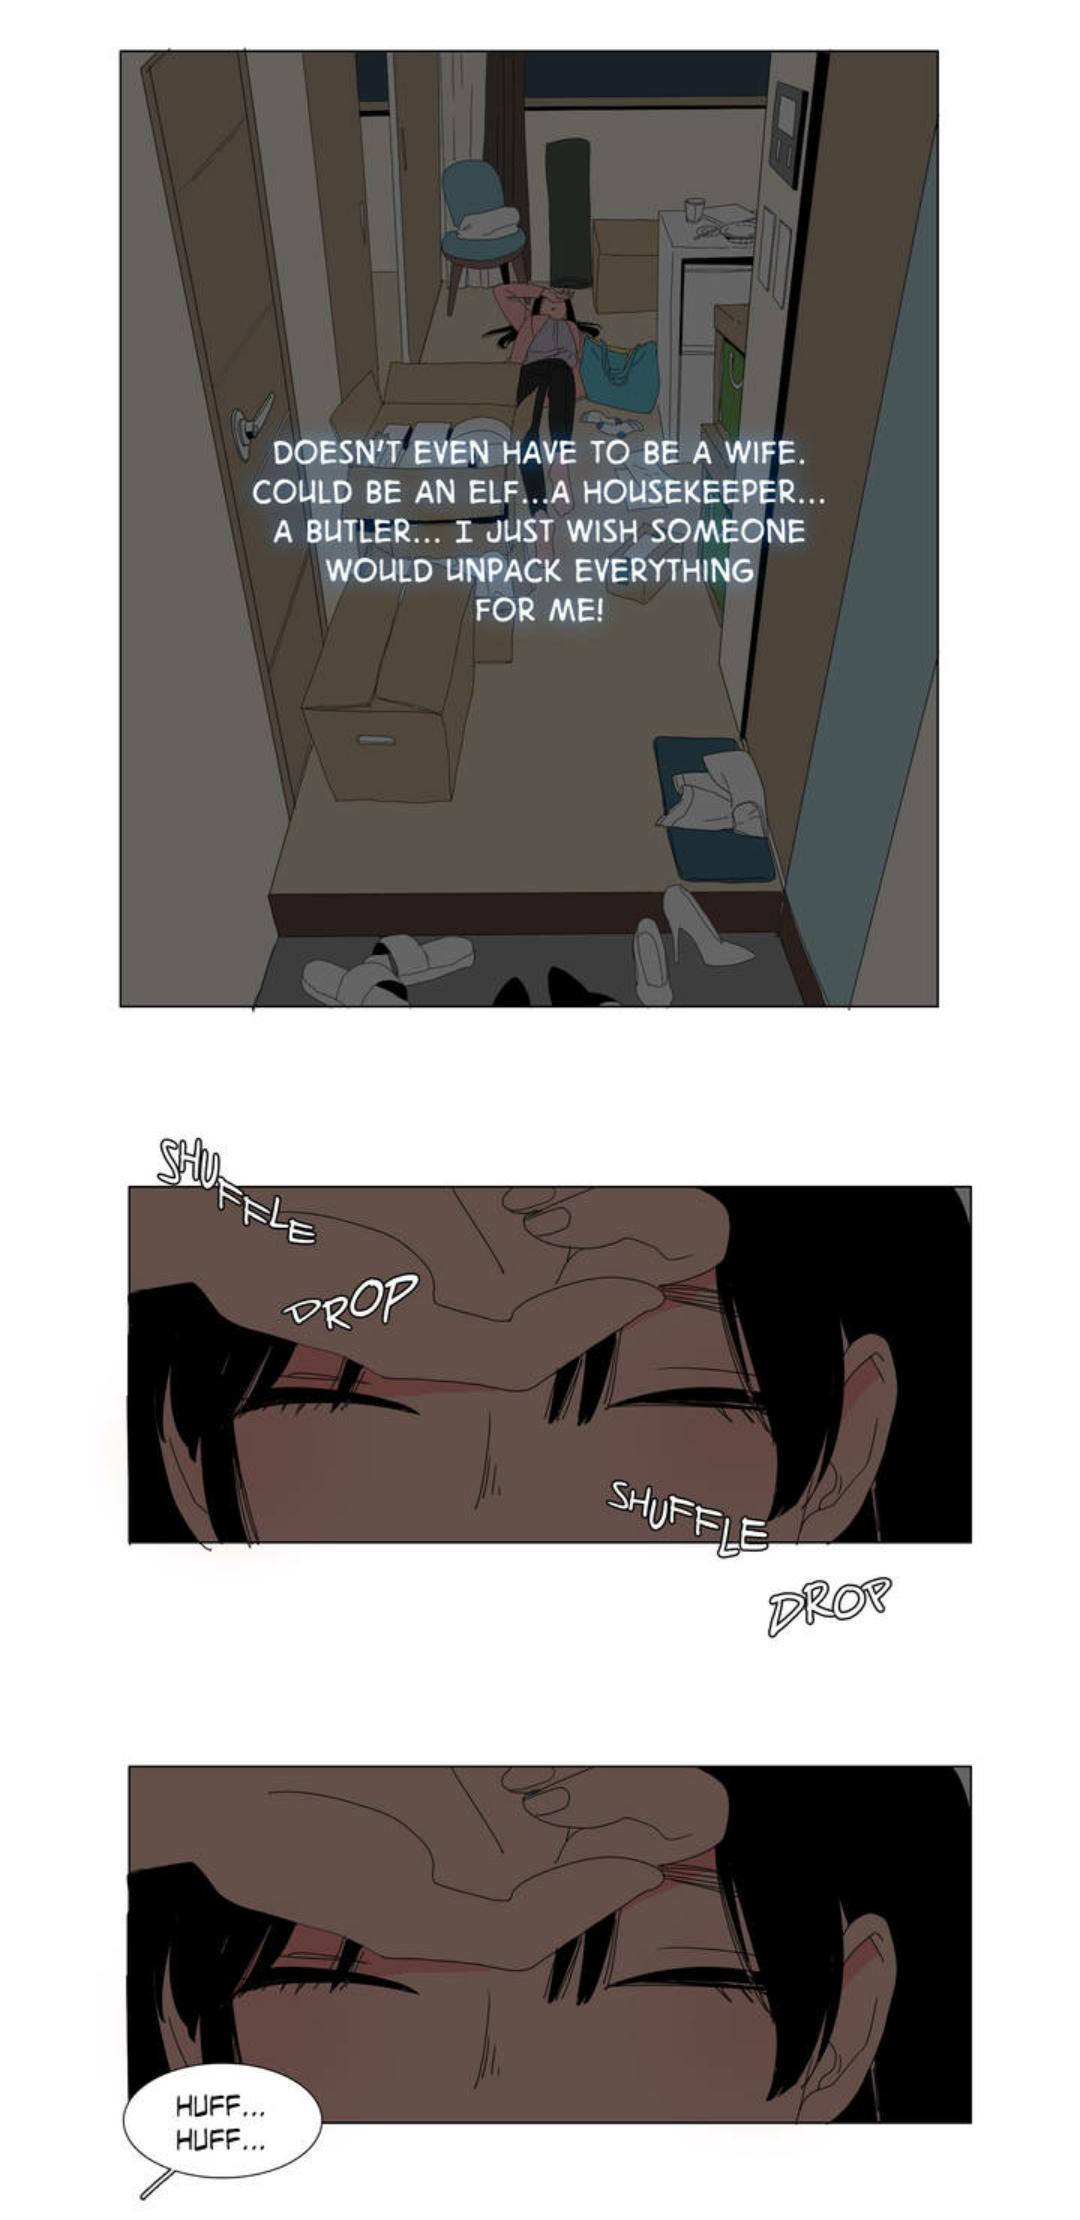 DOESN'T EVEN HAVE TO BE A WIFE.
COULD BE AN ELF...A HOUSEKEEPER...
A BUTLER... I JUST WISH SOMEONE
WOULD UNPACK EVERYTHING
FOR ME!
SHUFFLE
DROP
SHUFFLE
DROP
HUFF...
HUFF...